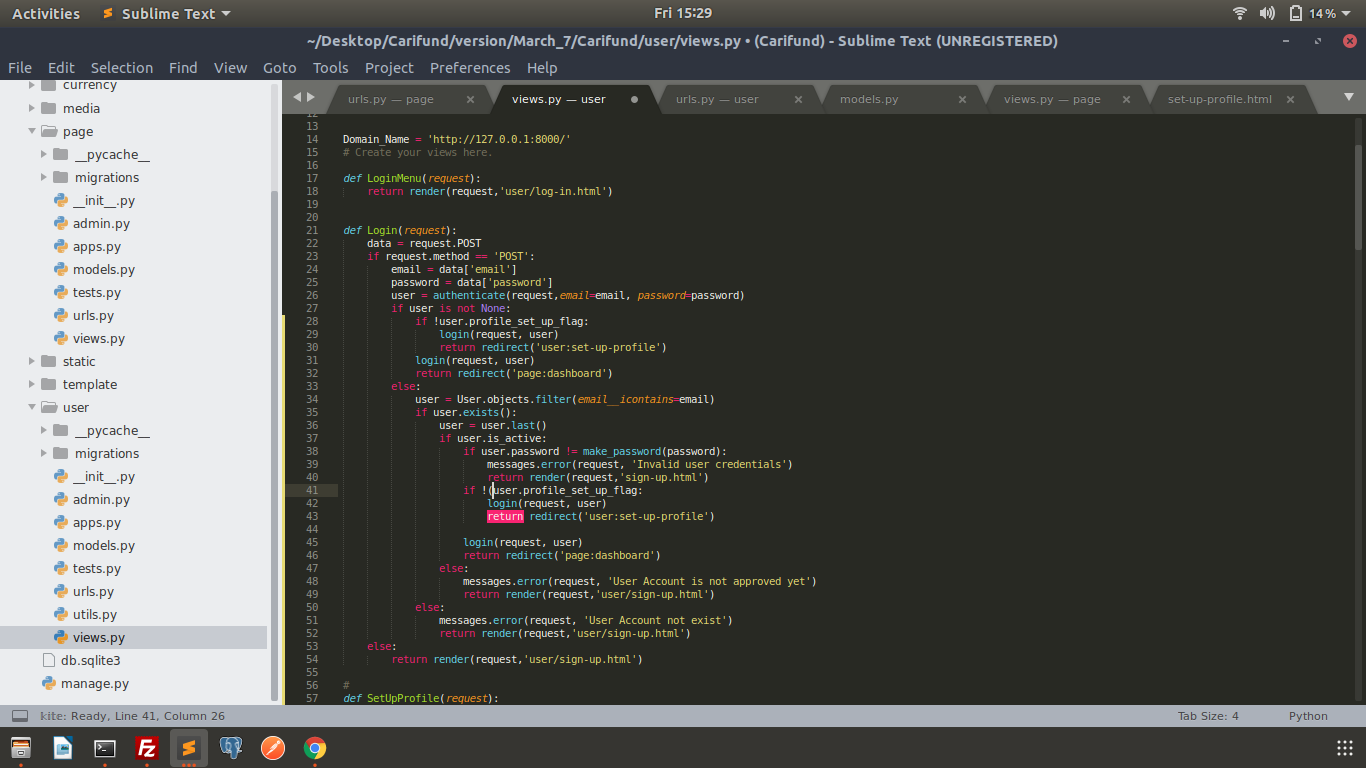 Activities Sublime Text Fri 15:29 14%
~/Desktop/Carifund/version/March_7/Carifund/user/views.py • (Carifund) - Sublime Text (UNREGISTERED)
File Edit Selection Find View Goto Tools Project Preferences Help
currency
media
page
__pycache__
migrations
__init__.py
admin.py
apps.py
models.py
tests.py
urls.py
views.py
static
template
user
__pycache__
migrations
__init__.py
admin.py
apps.py
models.py
tests.py
urls.py
utils.py
views.py
db.sqlite3
manage.py
urls.py — page × views.py — user urls.py — user × models.py × views.py — page × set-up-profile.html ×
12
13
14 Domain_Name = 'http://127.0.0.1:8000/'
15 # Create your views here.
16
17 def LoginMenu(request):
18 return render(request,'user/log-in.html')
19
20
21 def Login(request):
22 data = request.POST
23 if request.method == 'POST':
24 email = data['email']
25 password = data['password']
26 user = authenticate(request,email=email, password=password)
27 if user is not None:
28 if !user.profile_set_up_flag:
29 login(request, user)
30 return redirect('user:set-up-profile')
31 login(request, user)
32 return redirect('page:dashboard')
33 else:
34 user = User.objects.filter(email__icontains=email)
35 if user.exists():
36 user = user.last()
37 if user.is_active:
38 if user.password != make_password(password):
39 messages.error(request, 'Invalid user credentials')
40 return render(request,'sign-up.html')
41 if !(user.profile_set_up_flag:
42 login(request, user)
43 return redirect('user:set-up-profile')
44
45 login(request, user)
46 return redirect('page:dashboard')
47 else:
48 messages.error(request, 'User Account is not approved yet')
49 return render(request,'user/sign-up.html')
50 else:
51 messages.error(request, 'User Account not exist')
52 return render(request,'user/sign-up.html')
53 else:
54 return render(request,'user/sign-up.html')
55
56 #
57 def SetUpProfile(request):
kite: Ready, Line 41, Column 26 Tab Size: 4 Python
Fz